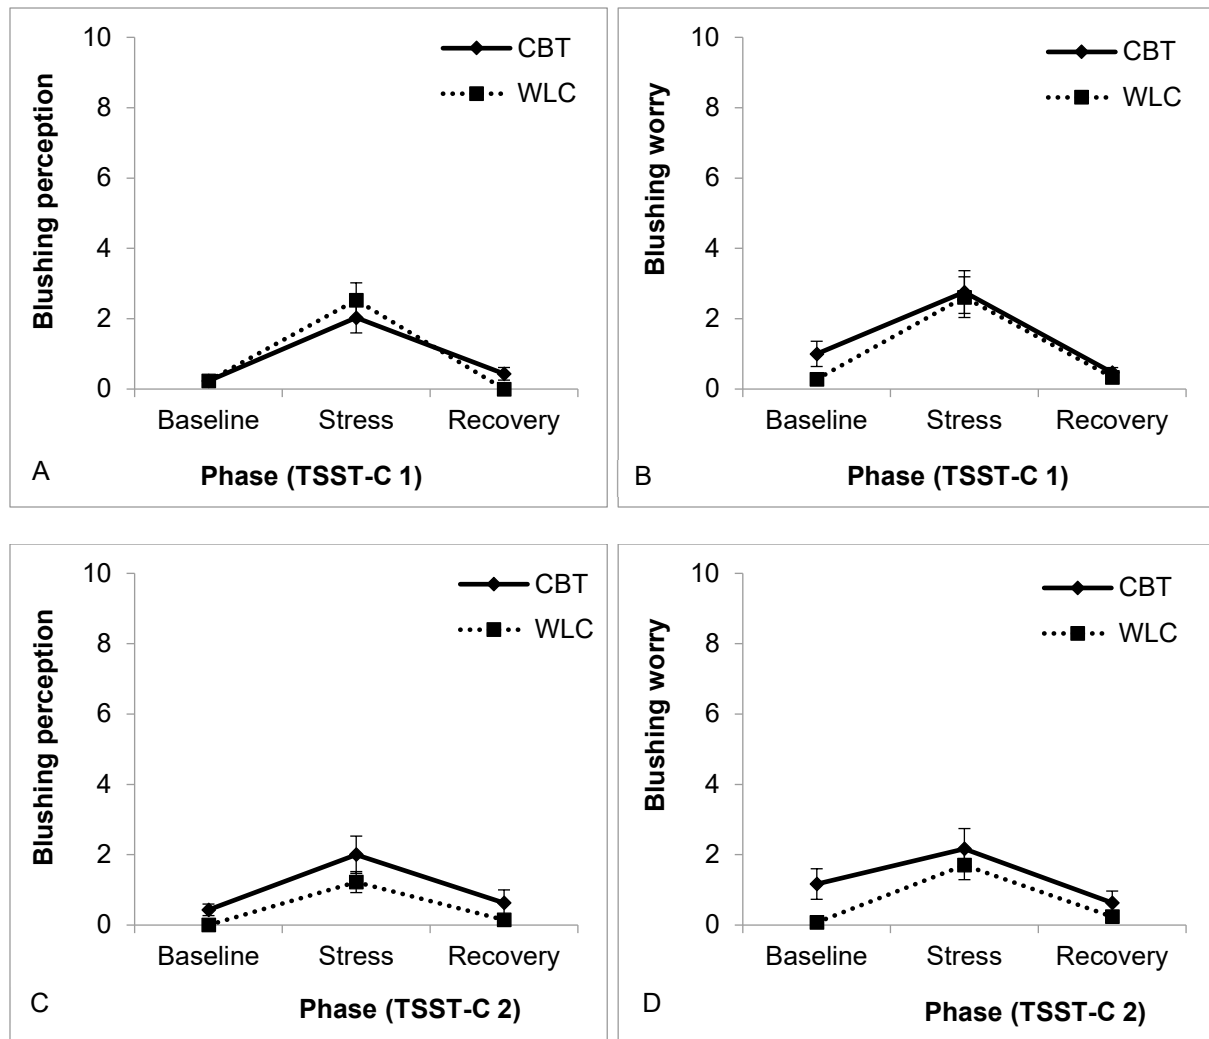 10
8
6
4
2
0
Blushing perception
CBT
WLC
Baseline Stress Recovery
Phase (TSST-C 1)
A
10
8
6
4
2
0
Blushing worry
CBT
WLC
Baseline Stress Recovery
Phase (TSST-C 1)
B
10
8
6
4
2
0
Blushing perception
CBT
WLC
Baseline Stress Recovery
Phase (TSST-C 2)
C
10
8
6
4
2
0
Blushing worry
CBT
WLC
Baseline Stress Recovery
Phase (TSST-C 2)
D